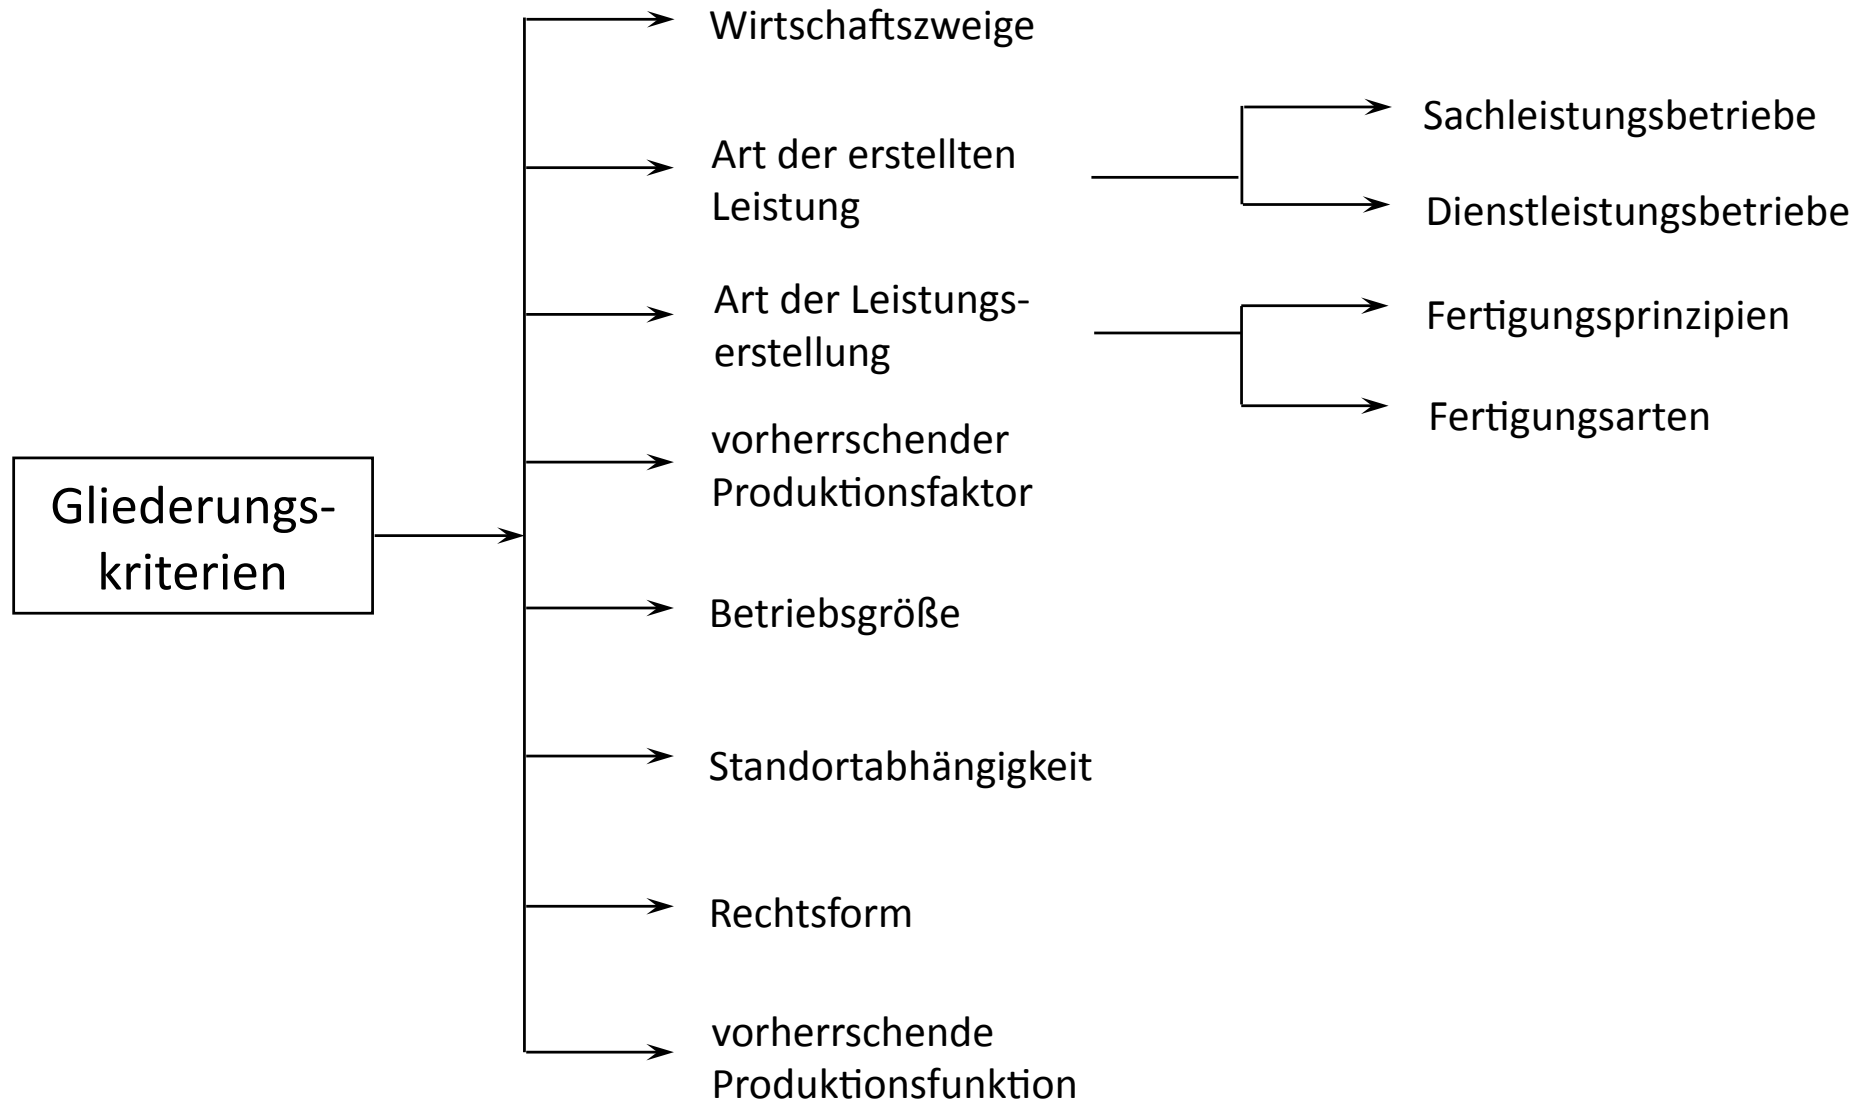 Wirtschaftszweige
Art der erstellten
Leistung
Sachleistungsbetriebe
Dienstleistungsbetriebe
Art der Leistungs-
erstellung
Fertigungsprinzipien
Fertigungsarten
vorherrschender
Produktionsfaktor
Gliederungs-
kriterien
Betriebsgröße
Standortabhängigkeit
Rechtsform
vorherrschende
Produktionsfunktion